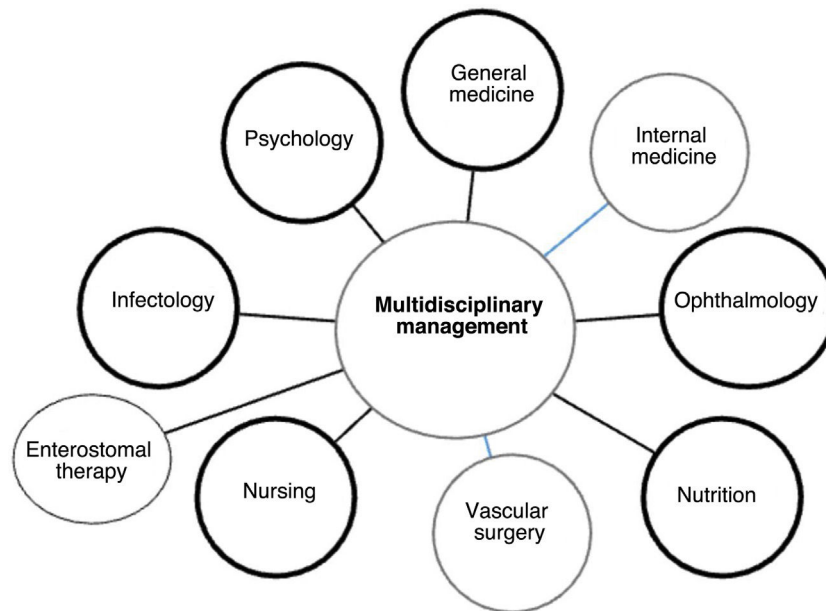 General
medicine
Psychology
Internal
medicine
Infectology
Multidisciplinary
management
Ophthalmology
Enterostomal
therapy
Nursing
Vascular
surgery
Nutrition